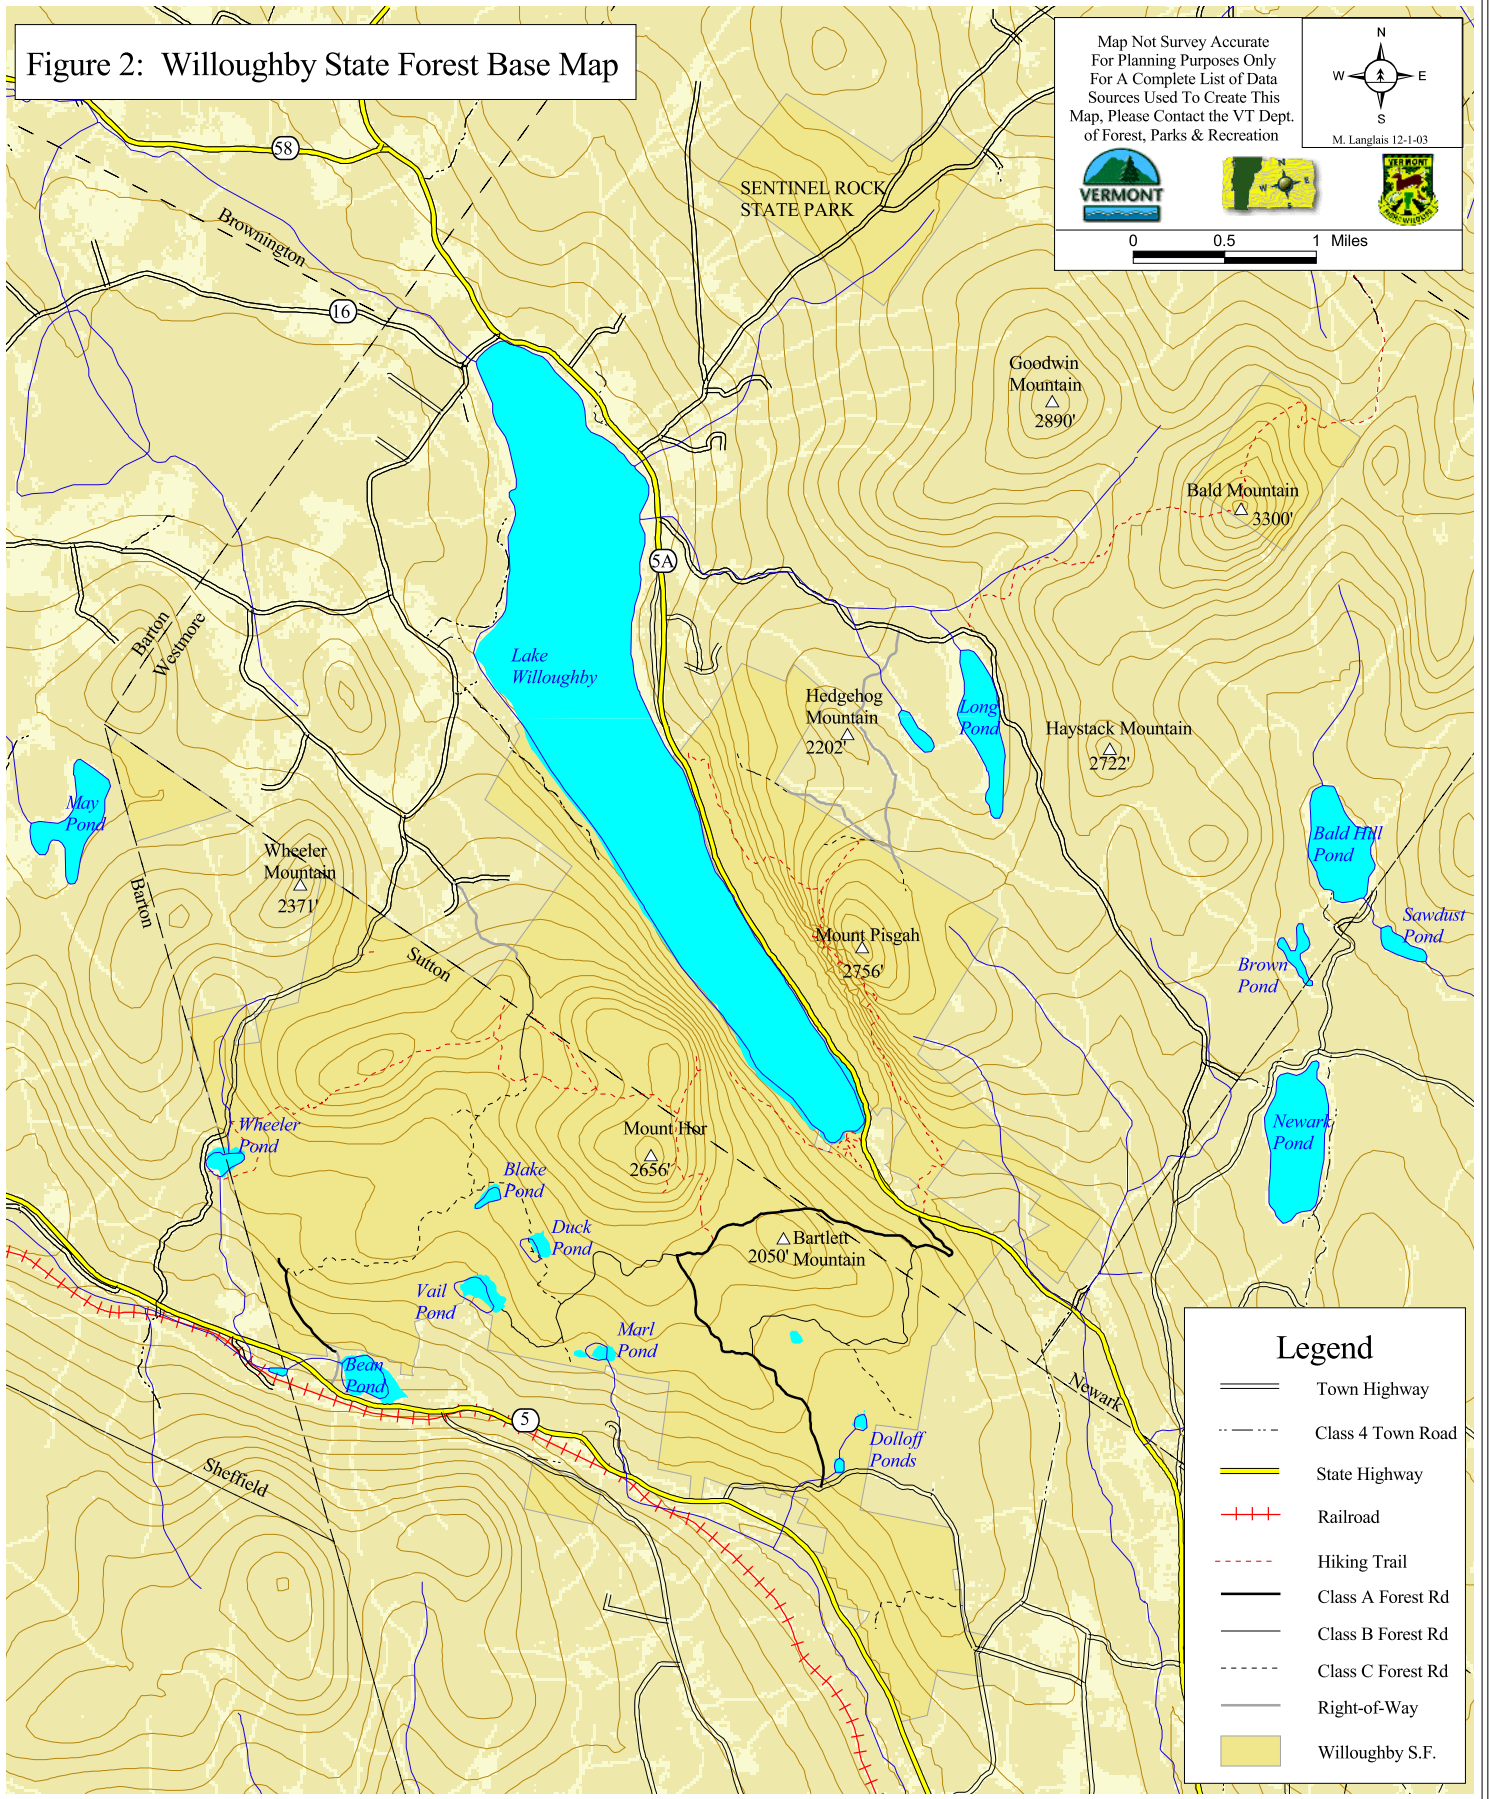 Figure 2: Willoughby State Forest Base Map
Map Not Survey Accurate
For Planning Purposes Only
For A Complete List of Data
Sources Used To Create This
Map, Please Contact the VT Dept.
of Forest, Parks & Recreation
N
W E
S
M. Langlais 12-1-03
VERMONT
N
W E
S
VERMONT
0 0.5 1 Miles
58
SENTINEL ROCK
STATE PARK
Brownington
16
Goodwin
Mountain
2890'
Bald Mountain
3300'
5A
Barton
Westmore
Lake
Willoughby
Hedgehog
Mountain
2202'
Long
Pond
Haystack Mountain
2722'
May
Pond
Bald Hill
Pond
Wheeler
Mountain
2371'
Barton
Sutton
Mount Pisgah
2756'
Sawdust
Pond
Brown
Pond
Wheeler
Pond
Mount Hor
2656'
Newark
Pond
Blake
Pond
Duck
Pond
Bartlett
Mountain
2050'
Vail
Pond
Marl
Pond
Bean
Pond
Newark
5
Dolloff
Ponds
Sheffield
Legend
Town Highway
Class 4 Town Road
State Highway
Railroad
Hiking Trail
Class A Forest Rd
Class B Forest Rd
Class C Forest Rd
Right-of-Way
Willoughby S.F.